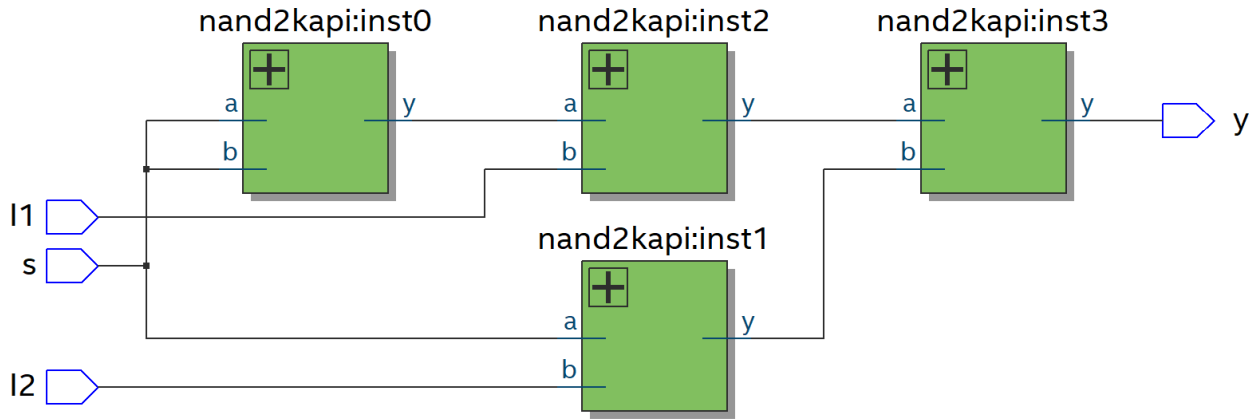 nand2kapi:inst0 nand2kapi:inst2 nand2kapi:inst3
a y a y a y y
b b b
I1
nand2kapi:inst1
s
a y
I2 b